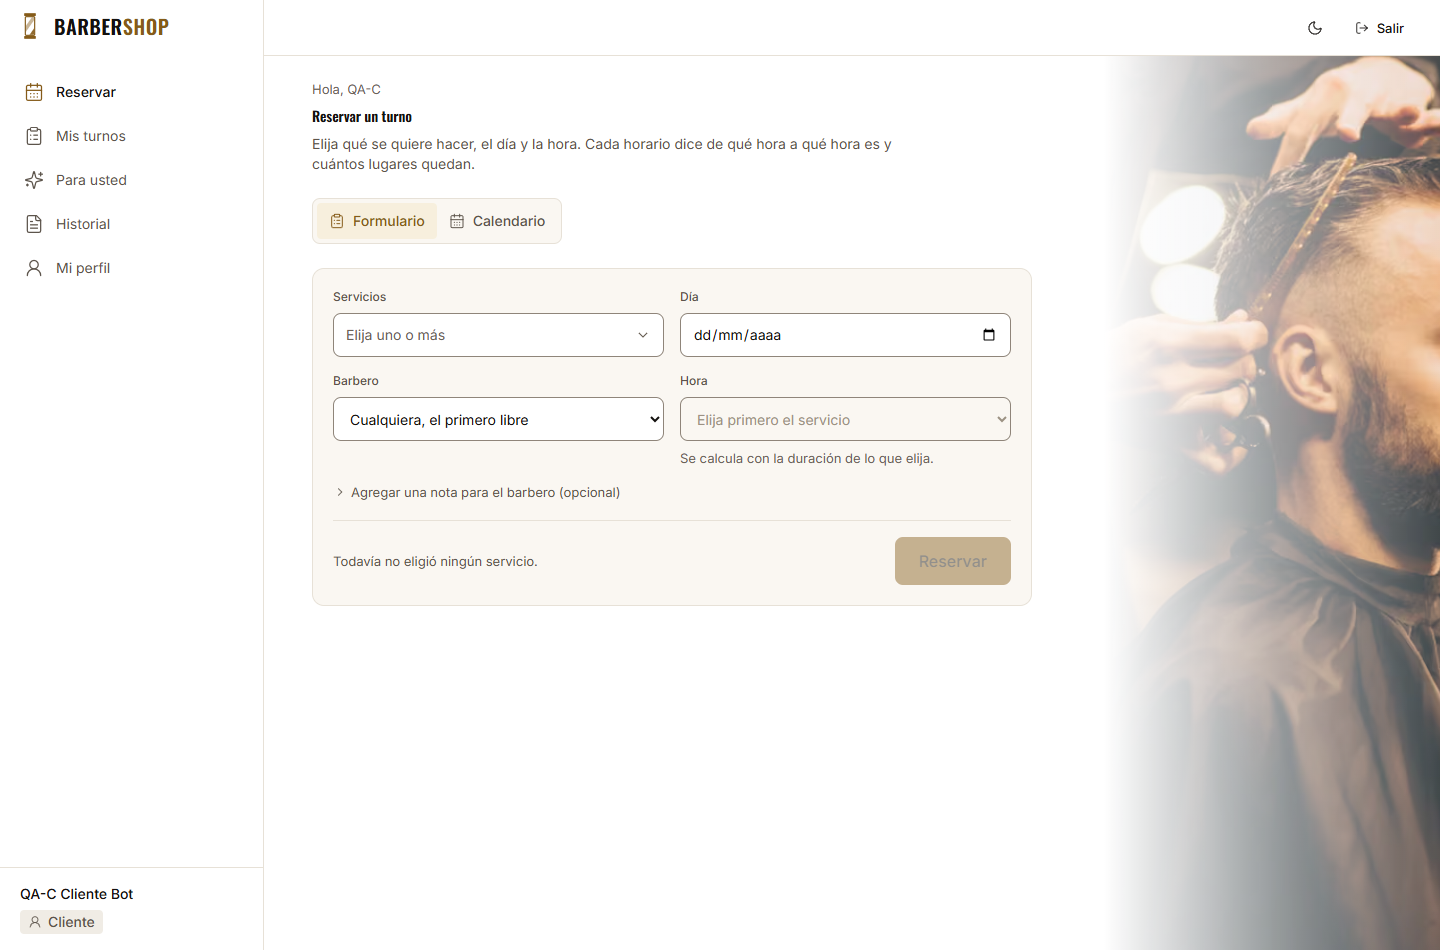 BARBERSHOP
Salir
Reservar
Mis turnos
Para usted
Historial
Mi perfil
Hola, QA-C
Reservar un turno
Elija qué se quiere hacer, el día y la hora. Cada horario dice de qué hora a qué hora es y
cuántos lugares quedan.
Formulario
Calendario
Servicios
Día
Elija uno o más
dd/mm/aaaa
Barbero
Hora
Cualquiera, el primero libre
Elija primero el servicio
Se calcula con la duración de lo que elija.
Agregar una nota para el barbero (opcional)
Todavía no eligió ningún servicio.
Reservar
QA-C Cliente Bot
Cliente